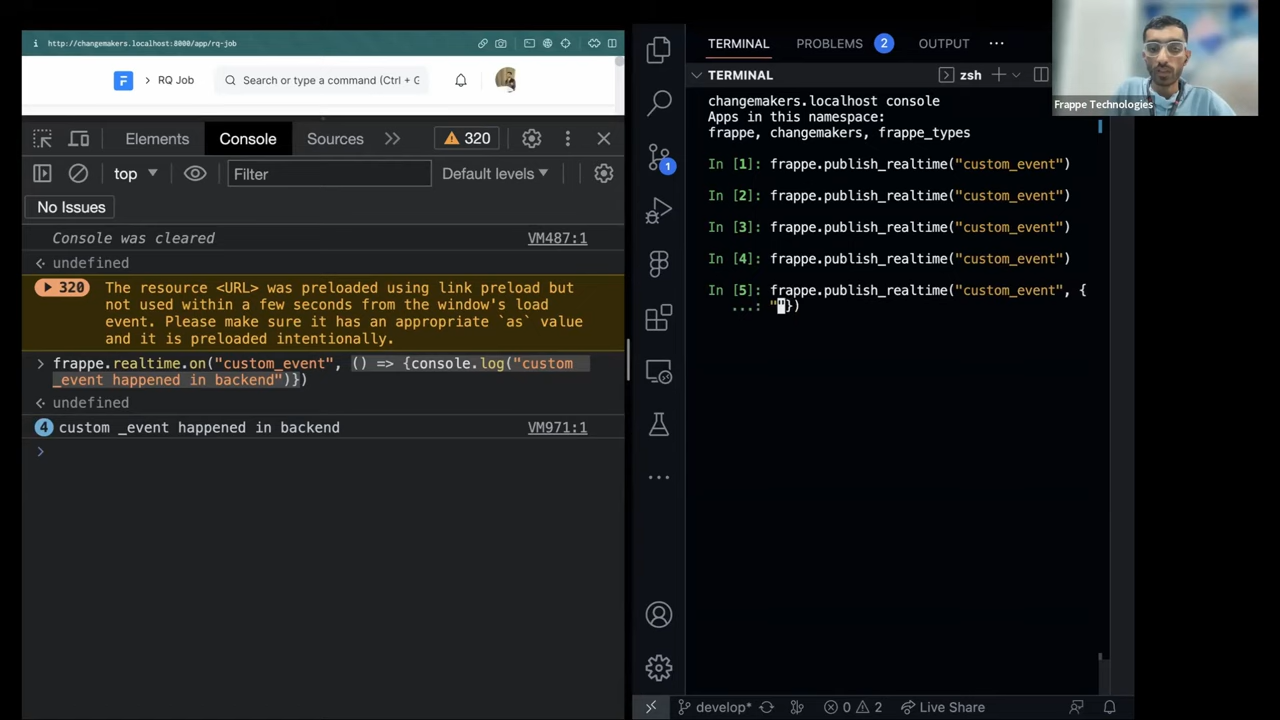 http://changemakers.localhost:8000/app/rq-job
RQ Job
Search or type a command (Ctrl + G
Elements
Console
Sources
320
top
Filter
Default levels
No Issues
Console was cleared
VM487:1
undefined
320
The resource <URL> was preloaded using link preload but
not used within a few seconds from the window's load
event. Please make sure it has an appropriate `as` value
and it is preloaded intentionally.
frappe.realtime.on("custom_event", () => {console.log("custom
_event happened in backend")})
undefined
4 custom _event happened in backend
VM971:1
TERMINAL
PROBLEMS
2
OUTPUT
TERMINAL
zsh
1
changemakers.localhost console
Apps in this namespace:
frappe, changemakers, frappe_types
In [1]: frappe.publish_realtime("custom_event")
In [2]: frappe.publish_realtime("custom_event")
In [3]: frappe.publish_realtime("custom_event")
In [4]: frappe.publish_realtime("custom_event")
In [5]: frappe.publish_realtime("custom_event", {
...: ""})
develop*
0
2
Live Share
Frappe Technologies